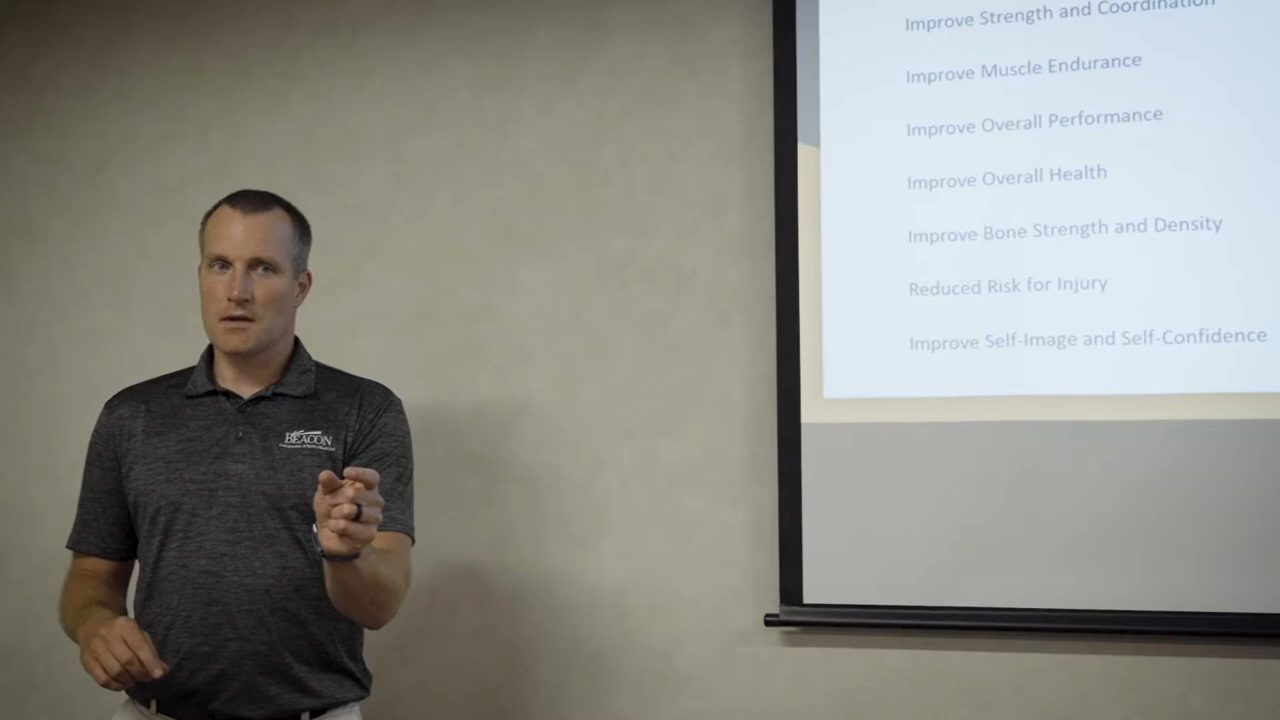 Improve Strength and Coordination
Improve Muscle Endurance
Improve Overall Performance
Improve Overall Health
Improve Bone Strength and Density
Reduced Risk for Injury
Improve Self-Image and Self-Confidence
BEACON